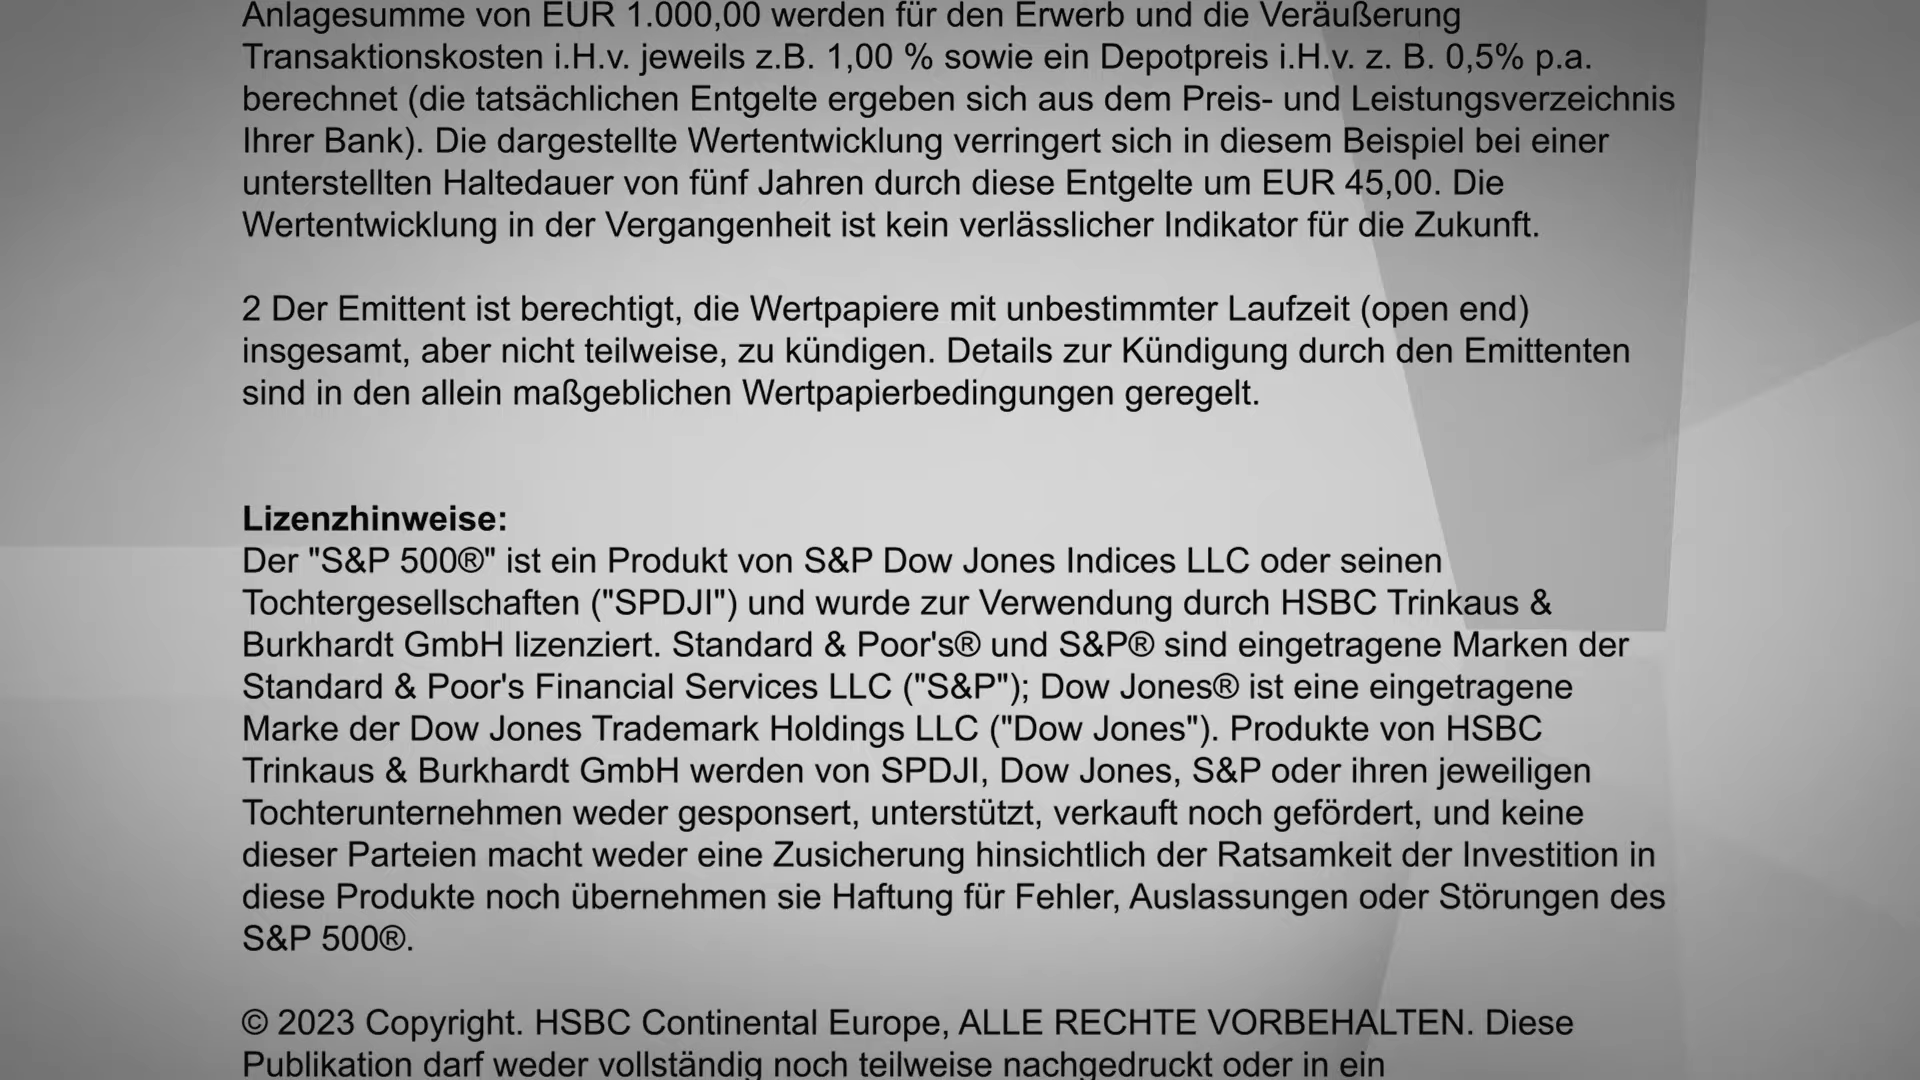 Anlagesumme von EUR 1.000,00 werden für den Erwerb und die Veräußerung
Transaktionskosten i.H.v. jeweils z.B. 1,00 % sowie ein Depotpreis i.H.v. z. B. 0,5% p.a.
berechnet (die tatsächlichen Entgelte ergeben sich aus dem Preis- und Leistungsverzeichnis
Ihrer Bank). Die dargestellte Wertentwicklung verringert sich in diesem Beispiel bei einer
unterstellten Haltedauer von fünf Jahren durch diese Entgelte um EUR 45,00. Die
Wertentwicklung in der Vergangenheit ist kein verlässlicher Indikator für die Zukunft.
2 Der Emittent ist berechtigt, die Wertpapiere mit unbestimmter Laufzeit (open end)
insgesamt, aber nicht teilweise, zu kündigen. Details zur Kündigung durch den Emittenten
sind in den allein maßgeblichen Wertpapierbedingungen geregelt.
Lizenzhinweise:
Der "S&P 500®" ist ein Produkt von S&P Dow Jones Indices LLC oder seinen
Tochtergesellschaften ("SPDJI") und wurde zur Verwendung durch HSBC Trinkaus &
Burkhardt GmbH lizenziert. Standard & Poor's® und S&P® sind eingetragene Marken der
Standard & Poor's Financial Services LLC ("S&P"); Dow Jones® ist eine eingetragene
Marke der Dow Jones Trademark Holdings LLC ("Dow Jones"). Produkte von HSBC
Trinkaus & Burkhardt GmbH werden von SPDJI, Dow Jones, S&P oder ihren jeweiligen
Tochterunternehmen weder gesponsert, unterstützt, verkauft noch gefördert, und keine
dieser Parteien macht weder eine Zusicherung hinsichtlich der Ratsamkeit der Investition in
diese Produkte noch übernehmen sie Haftung für Fehler, Auslassungen oder Störungen des
S&P 500®.
© 2023 Copyright. HSBC Continental Europe, ALLE RECHTE VORBEHALTEN. Diese
Publikation darf weder vollständig noch teilweise nachgedruckt oder in ein